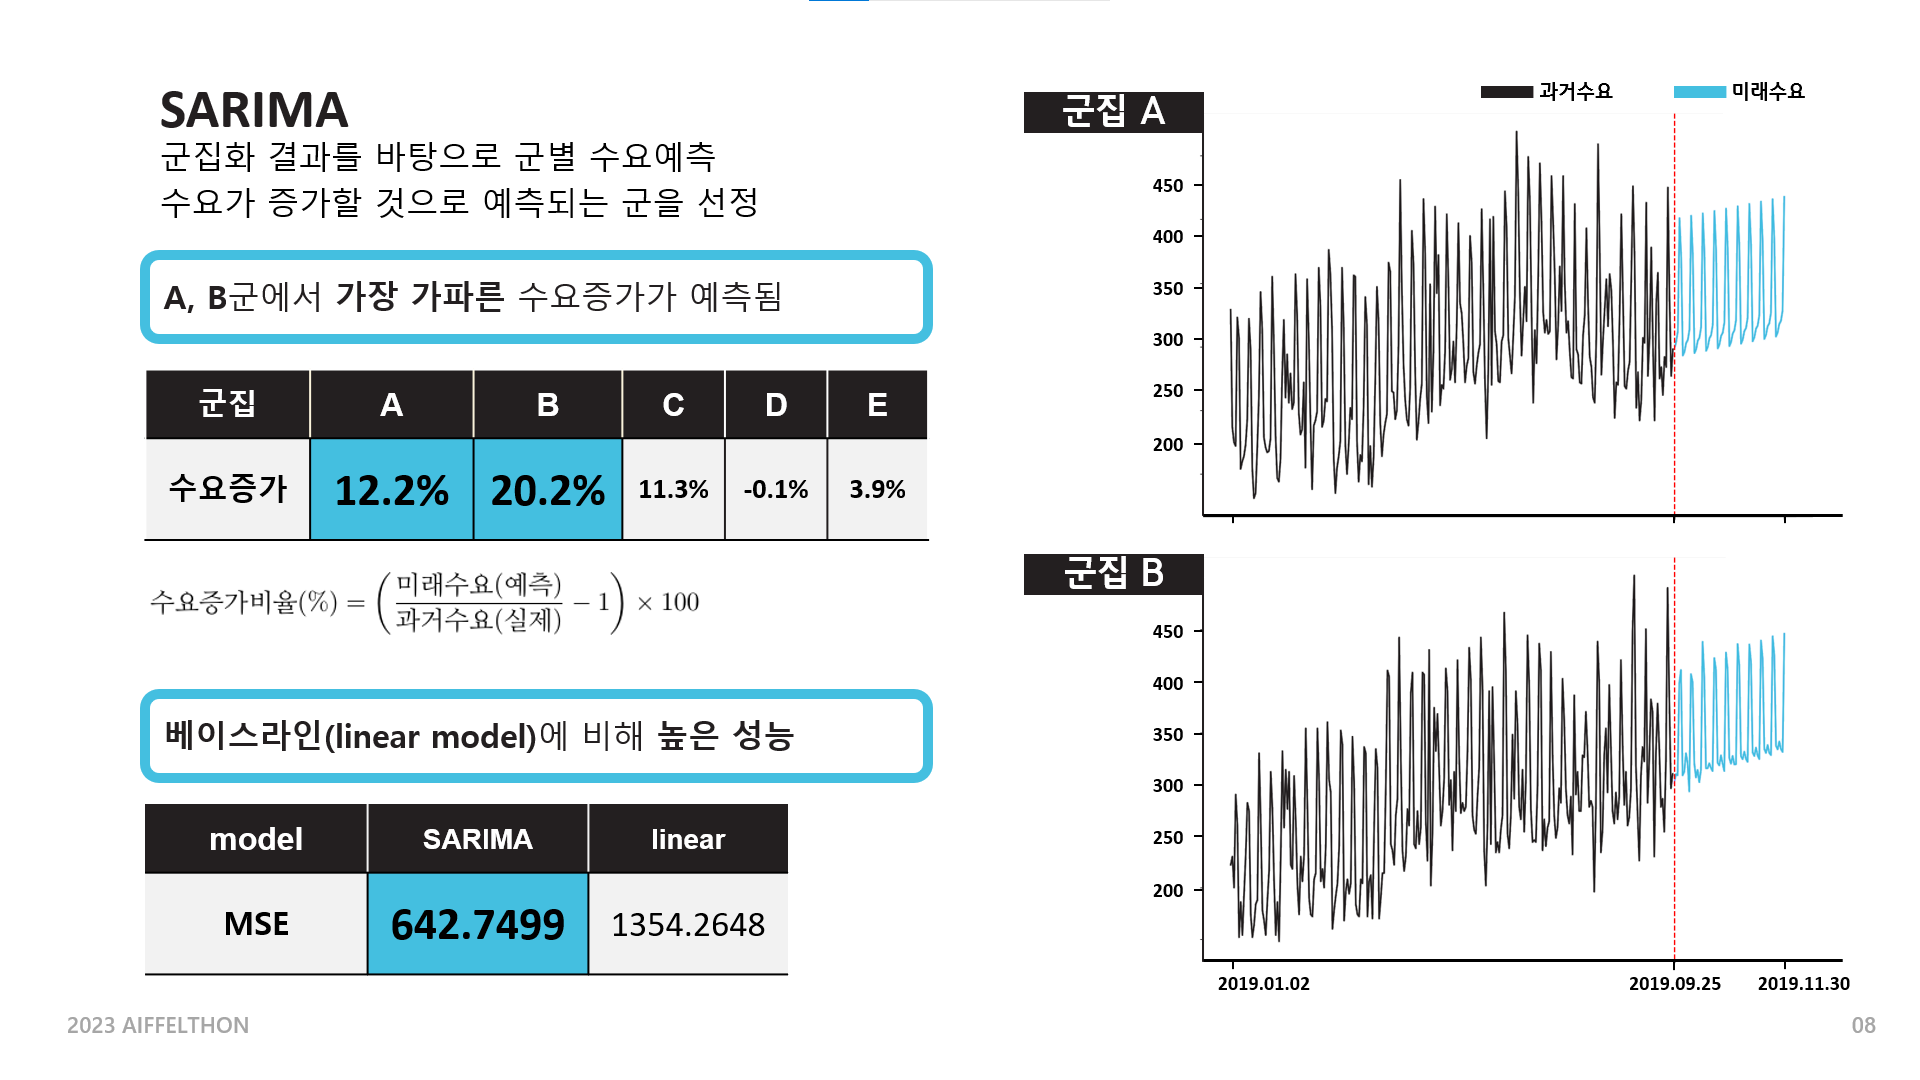 SARIMA
군집화 결과를 바탕으로 군별 수요예측
수요가 증가할 것으로 예측되는 군을 선정
A, B군에서 가장 가파른 수요증가가 예측됨
군집 A B C D E
수요증가 12.2% 20.2% 11.3% -0.1% 3.9%
수요증가비율(%) = (미래수요(예측)/과거수요(실제) − 1) × 100
베이스라인(linear model)에 비해 높은 성능
model SARIMA linear
MSE 642.7499 1354.2648
과거수요 미래수요
군집 A
450
400
350
300
250
200
군집 B
450
400
350
300
250
200
2019.01.02 2019.09.25 2019.11.30
2023 AIFFELTHON
08